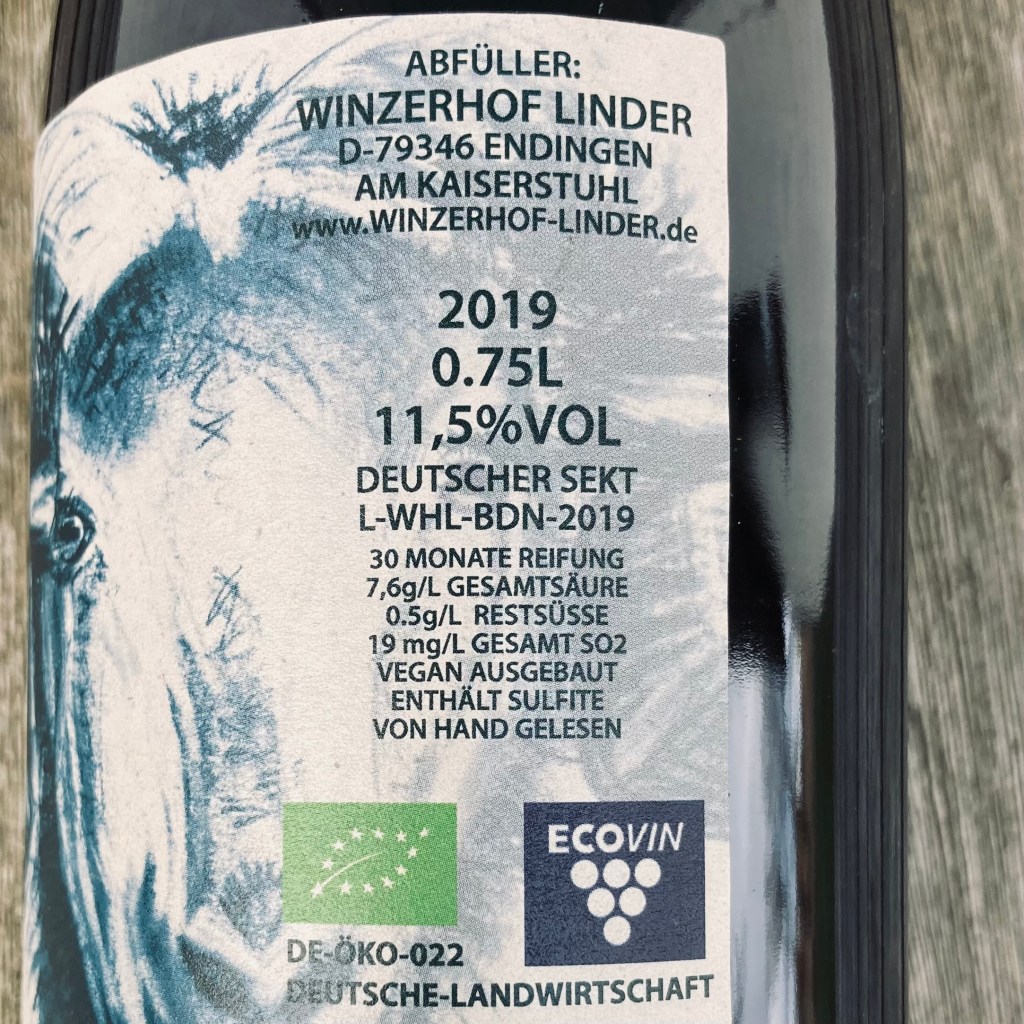 ABFÜLLER:
WINZERHOF LINDER
D-79346 ENDINGEN
AM KAISERSTUHL
www.WINZERHOF-LINDER.de
2019
0.75L
11,5%VOL
DEUTSCHER SEKT
L-WHL-BDN-2019
30 MONATE REIFUNG
7,6g/L GESAMTSÄURE
0.5g/L RESTSÜSSE
19 mg/L GESAMT SO2
VEGAN AUSGEBAUT
ENTHÄLT SULFITE
VON HAND GELESEN
ECOVIN
DE-ÖKO-022
DEUTSCHE-LANDWIRTSCHAFT